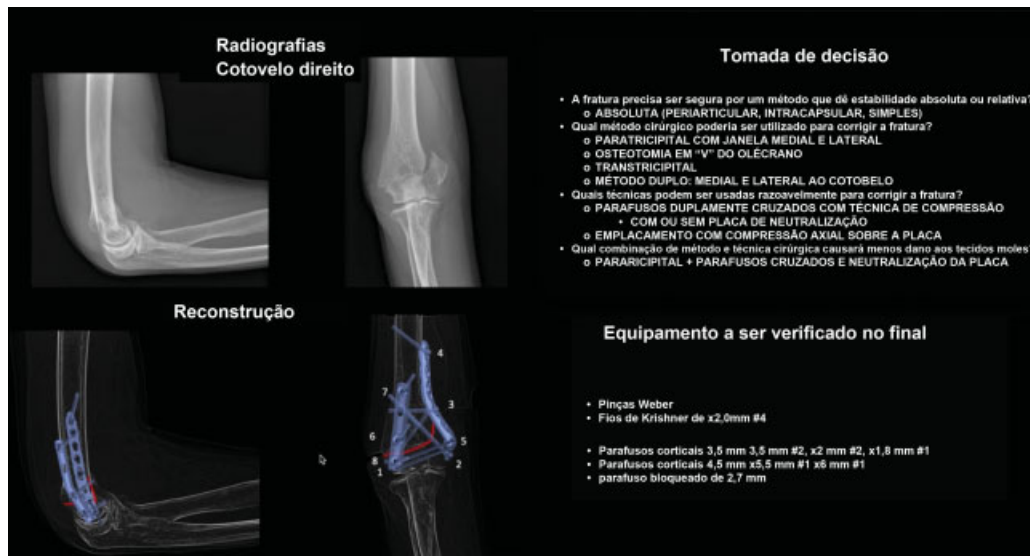 Radiografias
Cotovelo direito
Tomada de decisão
• A fratura precisa ser segura por um método que dê estabilidade absoluta ou relativa?
o ABSOLUTA (PERIARTICULAR, INTRACAPSULAR, SIMPLES)
• Qual método cirúrgico poderia ser utilizado para corrigir a fratura?
o PARATRICIPITAL COM JANELA MEDIAL E LATERAL
o OSTEOTOMIA EM “V” DO OLÉCRANO
o TRANSTRICIPITAL
o MÉTODO DUPLO: MEDIAL E LATERAL AO COTOBELO
• Quais técnicas podem ser usadas razoavelmente para corrigir a fratura?
o PARAFUSOS DUPLAMENTE CRUZADOS COM TÉCNICA DE COMPRESSÃO
• COM OU SEM PLACA DE NEUTRALIZAÇÃO
o EMPLACAMENTO COM COMPRESSÃO AXIAL SOBRE A PLACA
• Qual combinação de método e técnica cirúrgica causará menos dano aos tecidos moles
o PARARICIPITAL + PARAFUSOS CRUZADOS E NEUTRALIZAÇÃO DA PLACA
Reconstrução
4
7
3
6
5
8
1
2
Equipamento a ser verificado no final
• Pinças Weber
• Fios de Krishner de x2,0mm #4
• Parafusos corticais 3,5 mm 3,5 mm #2, x2 mm #2, x1,8 mm #1
• Parafusos corticais 4,5 mm x5,5 mm #1 x6 mm #1
• parafuso bloqueado de 2,7 mm